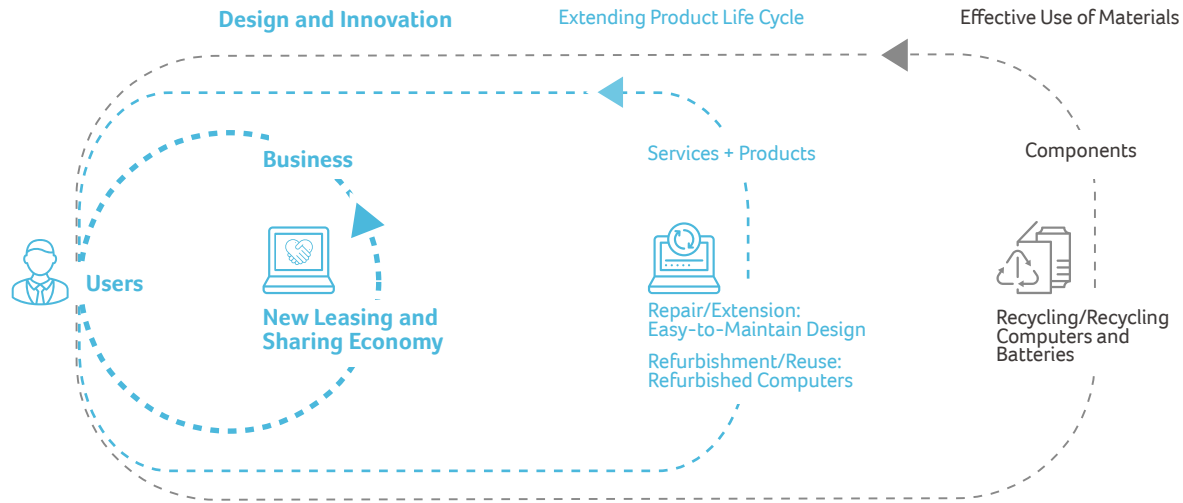 Design and Innovation
Extending Product Life Cycle
Effective Use of Materials
Business
Services + Products
Components
Users
New Leasing and
Sharing Economy
Repair/Extension:
Easy-to-Maintain Design
Refurbishment/Reuse:
Refurbished Computers
Recycling/Recycling
Computers and
Batteries